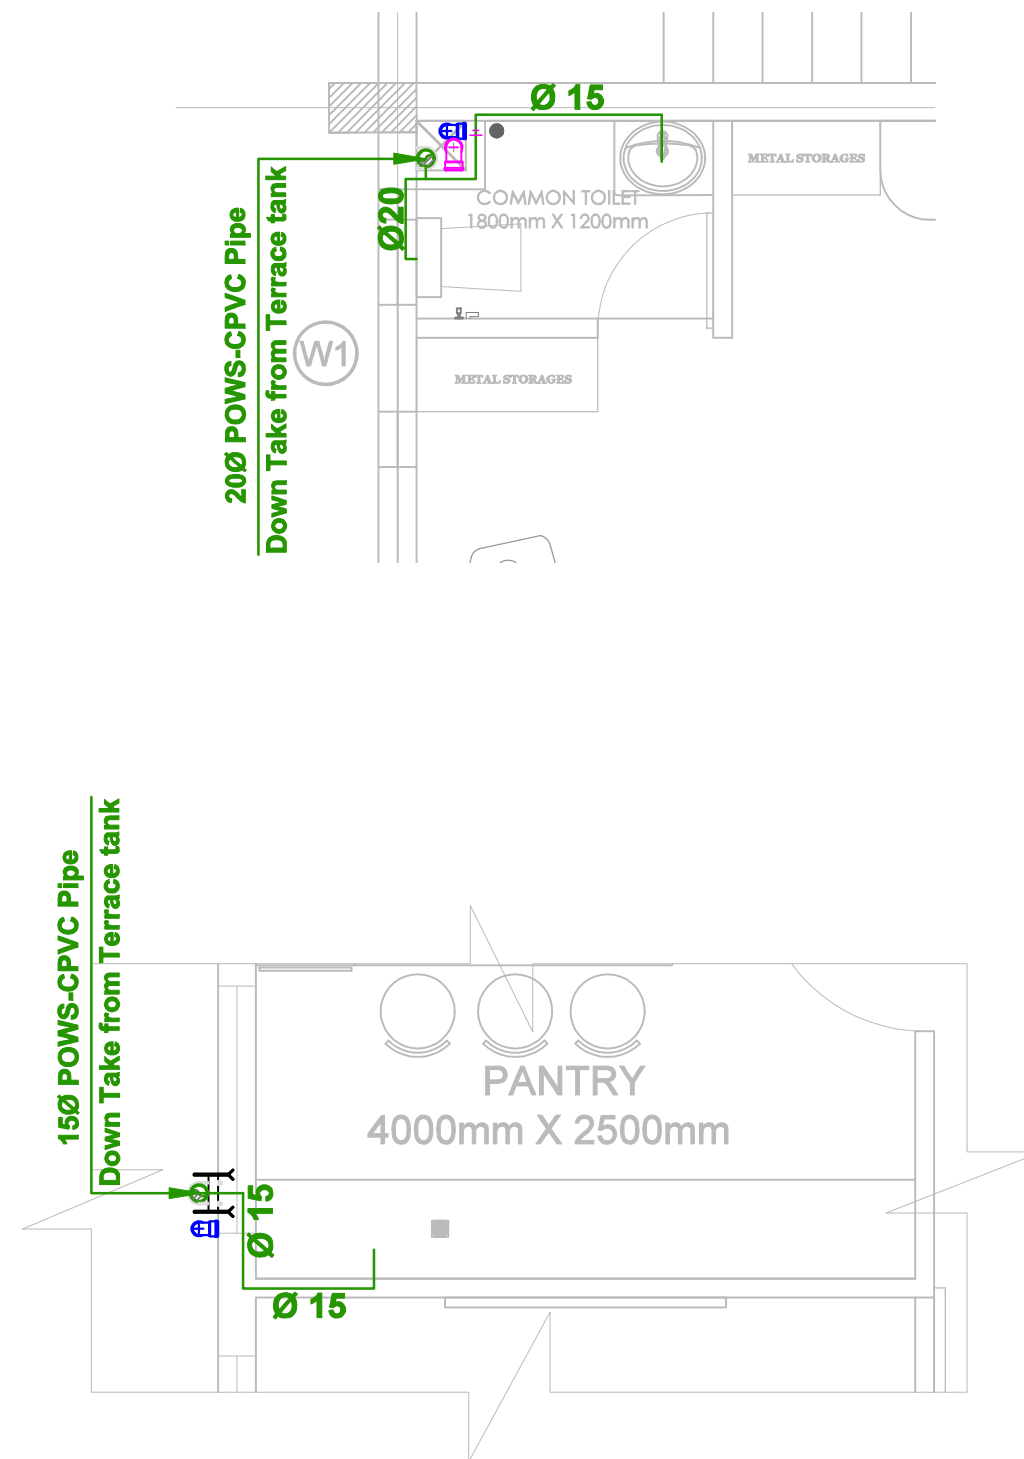 Ø 15
METAL STORAGES
COMMON TOILET
1800mm X 1200mm
Ø20
20Ø POWS-CPVC Pipe
Down Take from Terrace tank
W1
METAL STORAGES
15Ø POWS-CPVC Pipe
Down Take from Terrace tank
PANTRY
4000mm X 2500mm
Ø 15
Ø 15